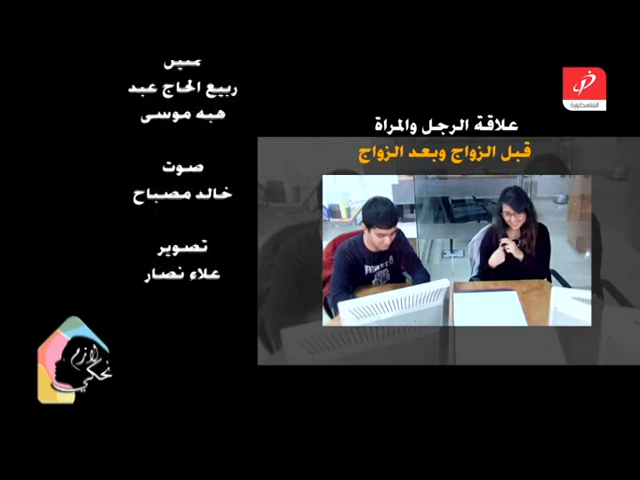 ربيع الحاج عبد
هبه موسى
صوت
خالد مصباح
تصوير
علاء نصار
علاقة الرجل والمراة
قبل الزواج وبعد الزواج
الفلسطينية
لازم
نحكي